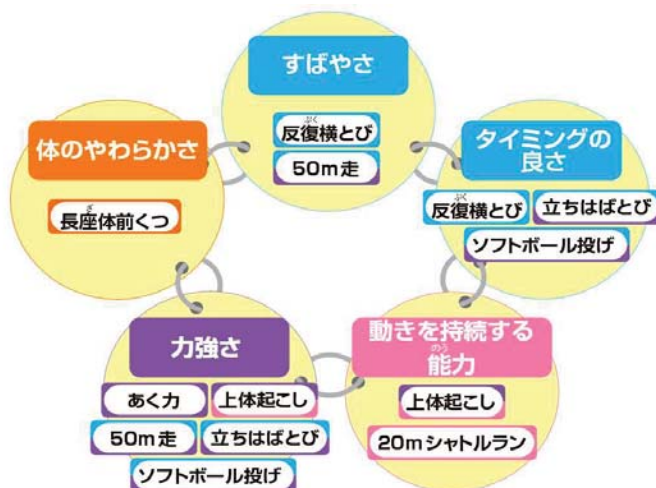 すばやさ
反復横とび
50m走
体のやわらかさ
長座体前くつ
タイミングの
良さ
反復横とび
立ちはばとび
ソフトボール投げ
力強さ
あく力
上体起こし
50m走
立ちはばとび
ソフトボール投げ
動きを持続する
能力
上体起こし
20mシャトルラン